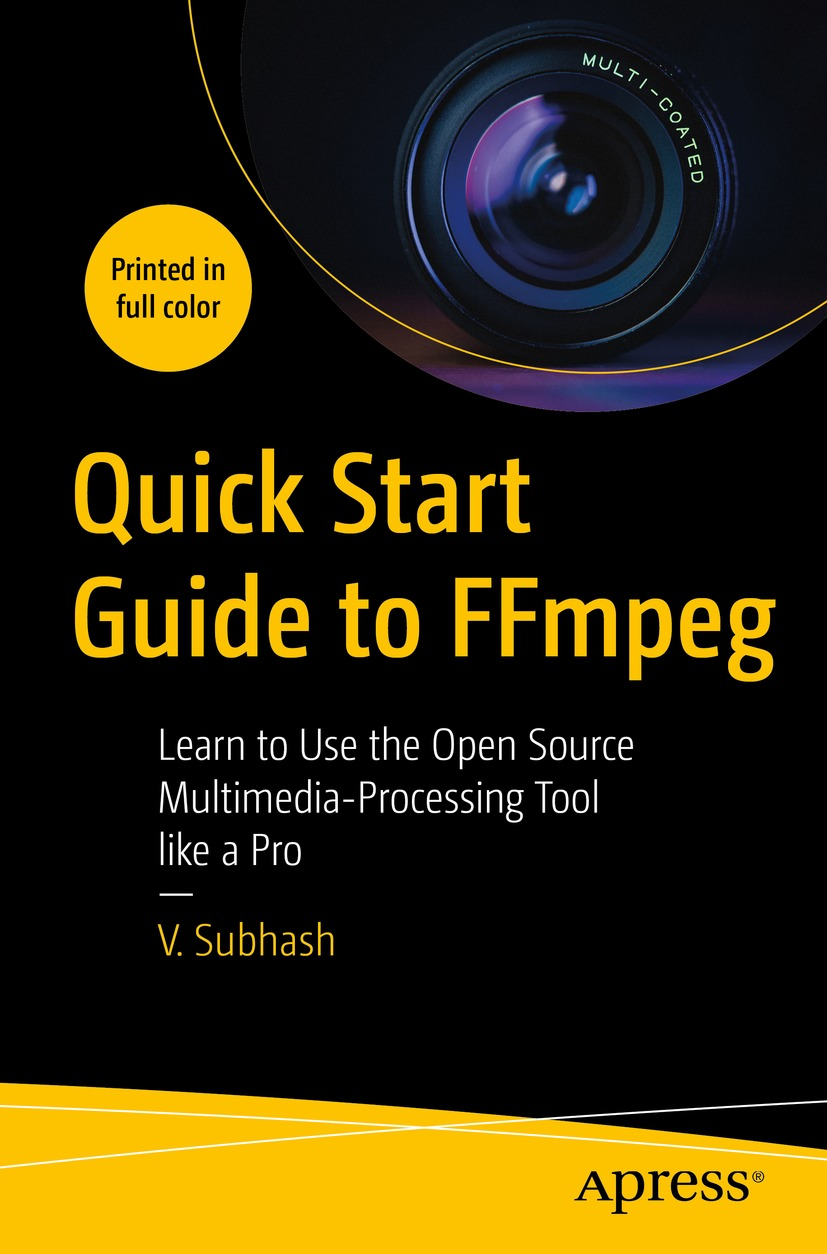 MULTI-COATED
Printed in
full color
Quick Start
Guide to FFmpeg
Learn to Use the Open Source
Multimedia-Processing Tool
like a Pro
—
V. Subhash
Apress®